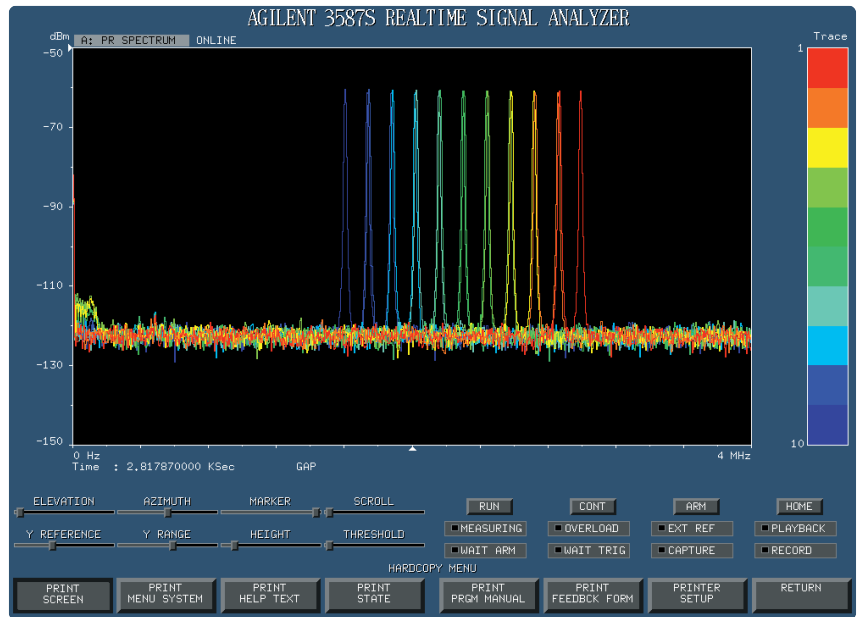 AGILENT 3587S REALTIME SIGNAL ANALYZER
dBm
A: PR SPECTRUM ONLINE
Trace
-50
-70
-90
-110
-130
-150
1
10
0 Hz
4 MHz
Time : 2.817870000 KSec GAP
ELEVATION AZIMUTH MARKER SCROLL
RUN CONT ARM HOME
MEASURING OVERLOAD EXT REF PLAYBACK
Y REFERENCE Y RANGE HEIGHT THRESHOLD
WAIT ARM WAIT TRIG CAPTURE RECORD
HARDCOPY MENU
PRINT SCREEN
PRINT MENU SYSTEM
PRINT HELP TEXT
PRINT STATE
PRINT PRGM MANUAL
PRINT FEEDBCK FORM
PRINTER SETUP
RETURN